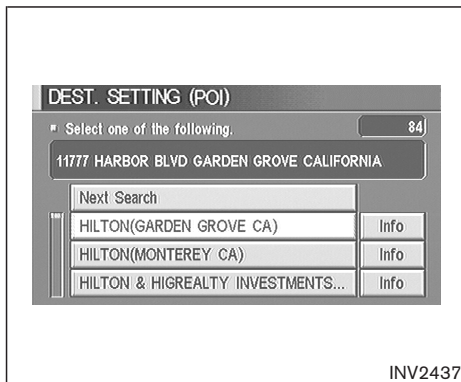 DEST. SETTING (POI)
Select one of the following.
84
11777 HARBOR BLVD GARDEN GROVE CALIFORNIA
Next Search
HILTON(GARDEN GROVE CA)
Info
HILTON(MONTEREY CA)
Info
HILTON & HIGREALTY INVESTMENTS...
Info
INV2437